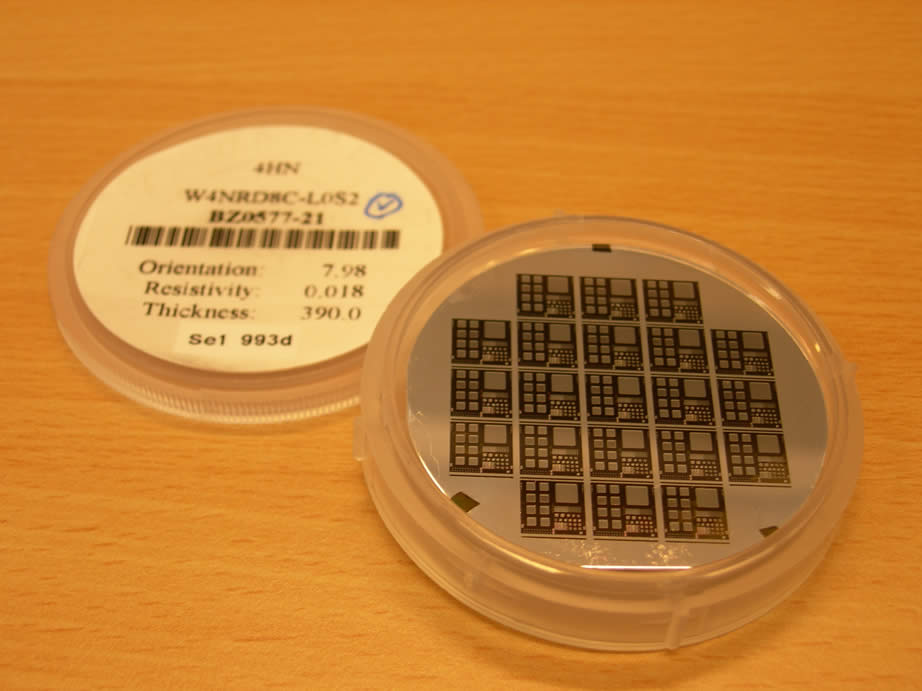 4HN
W4NRD8C-L0S2
BZ0577-21
Orientation: 7.98
Resistivity: 0.018
Thickness: 390.0
Se1 993d